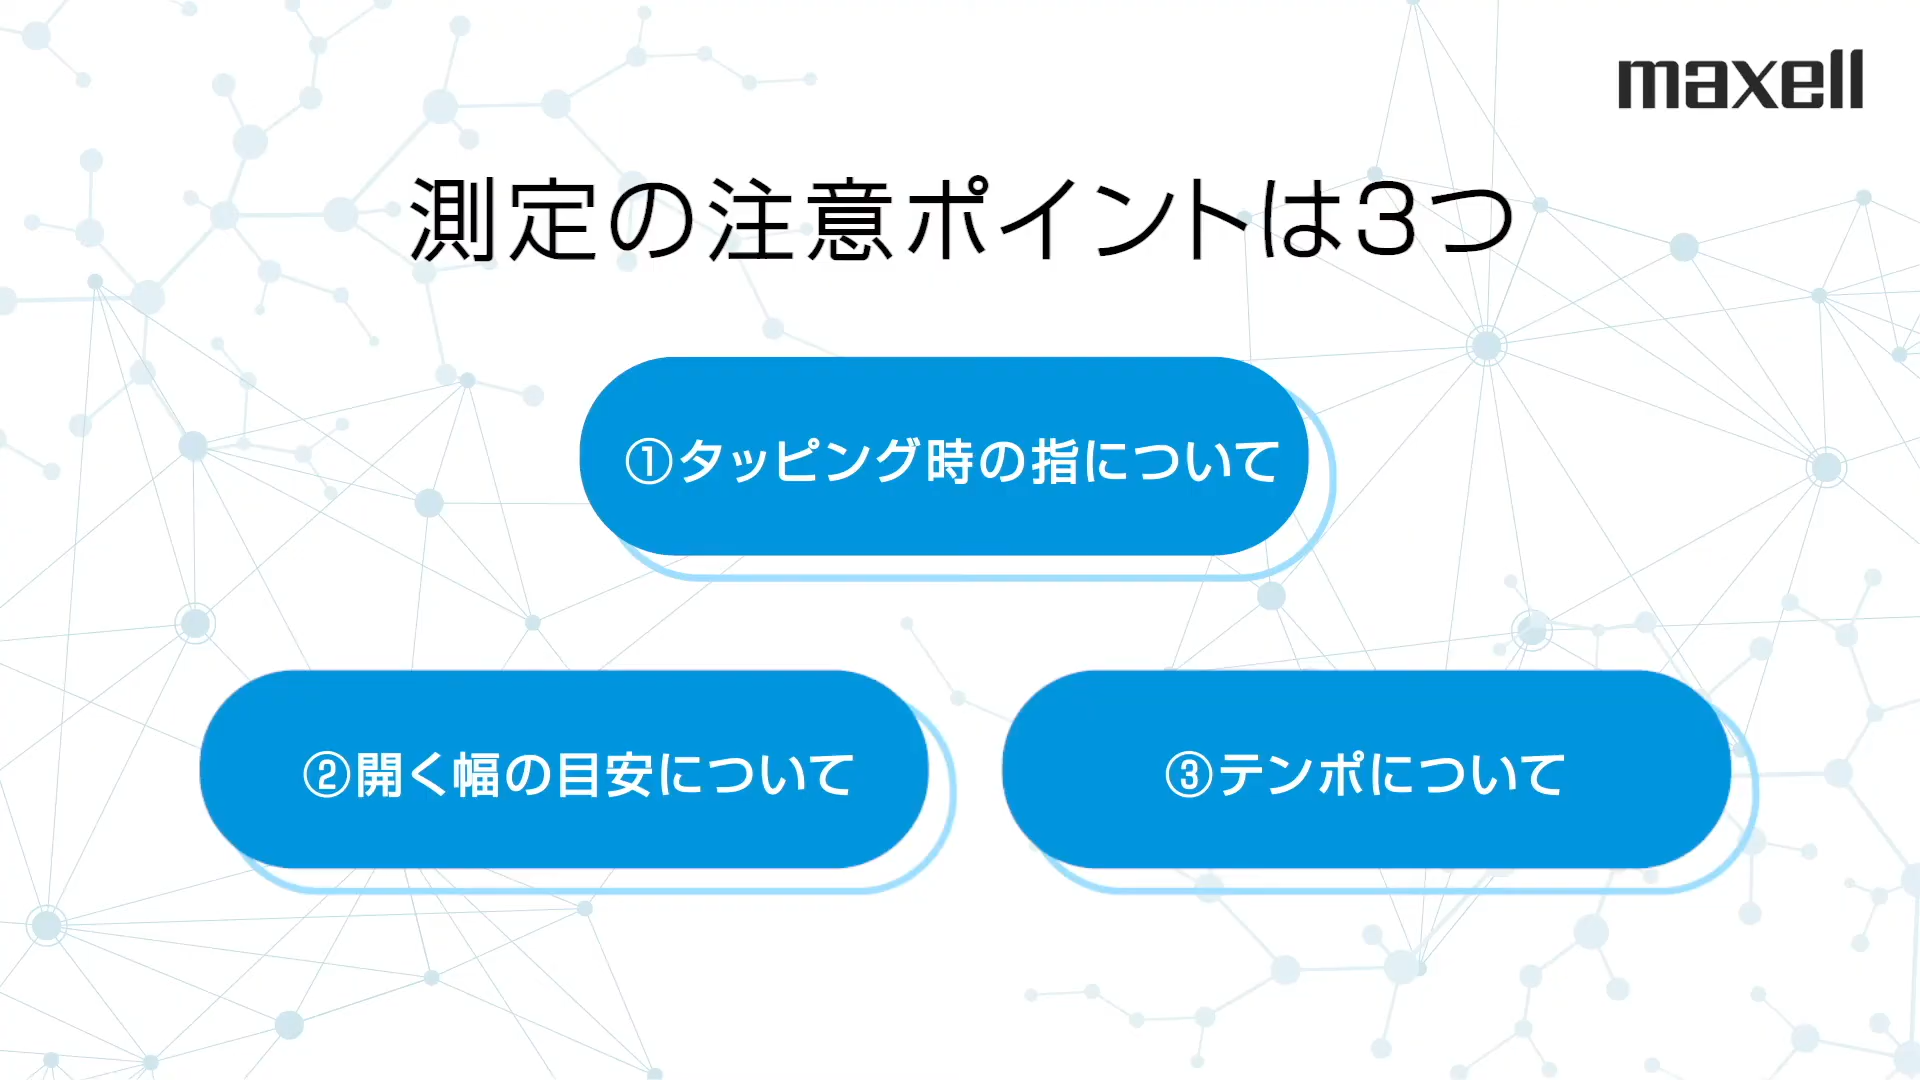 maxell
測定の注意ポイントは3つ
①タッピング時の指について
②開く幅の目安について
③テンポについて